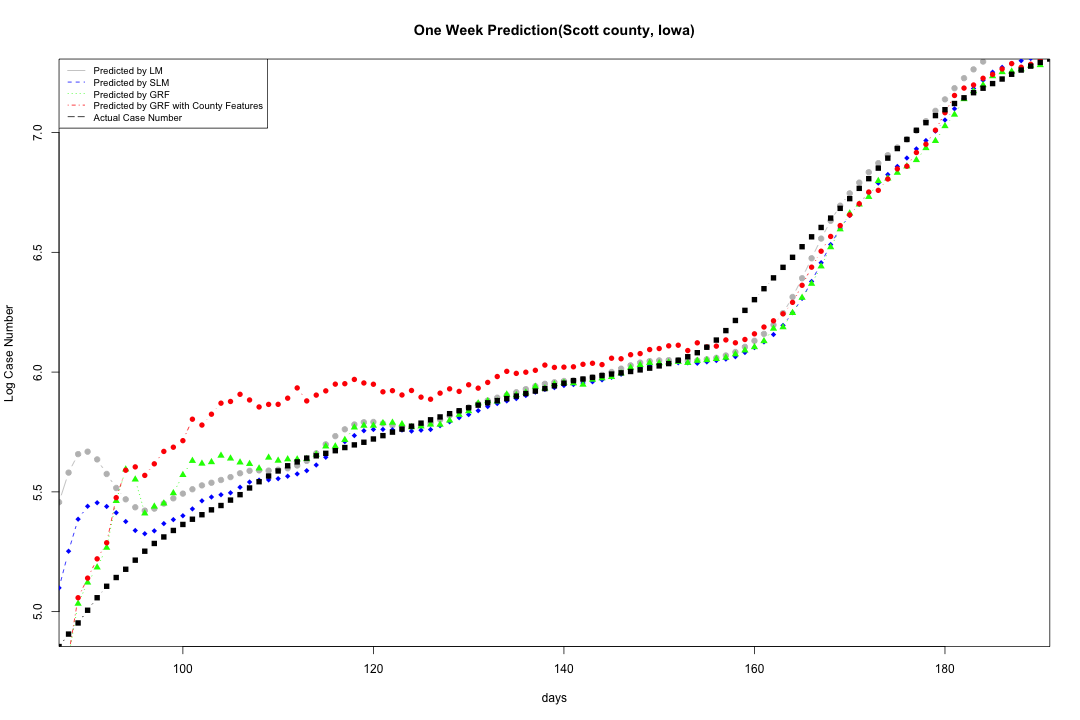 One Week Prediction(Scott county, Iowa)
Predicted by LM
Predicted by SLM
Predicted by GRF
Predicted by GRF with County Features
Actual Case Number
Log Case Number
7.0
6.5
6.0
5.5
5.0
100 120 140 160 180
days